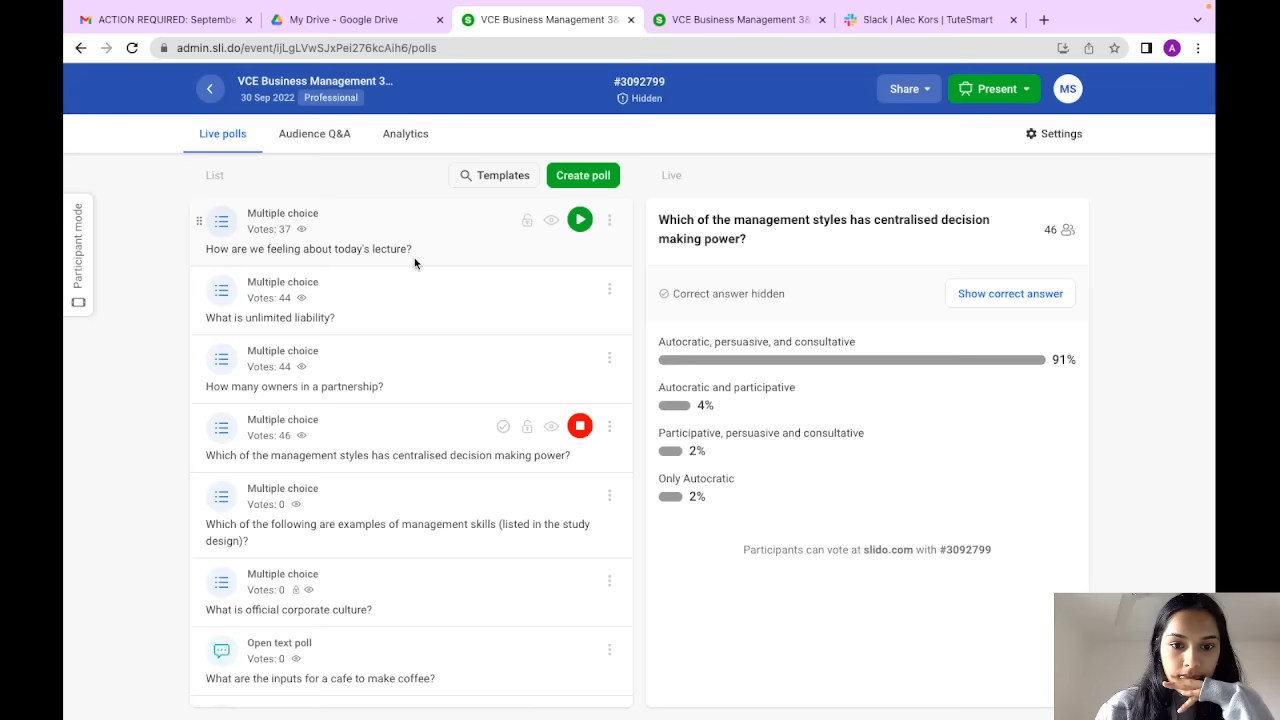 ACTION REQUIRED: Septembe
My Drive - Google Drive
VCE Business Management 3&
VCE Business Management 3&
Slack | Alec Kors | TuteSmart
admin.sli.do/event/ijLgLVwSJxPei276kcAih6/polls
A
VCE Business Management 3...
30 Sep 2022 Professional
#3092799
Hidden
Share
Present
MS
Live polls
Audience Q&A
Analytics
Settings
Participant mode
List
Templates
Create poll
Live
Multiple choice
Votes: 37
How are we feeling about today's lecture?
Multiple choice
Votes: 44
What is unlimited liability?
Multiple choice
Votes: 44
How many owners in a partnership?
Multiple choice
Votes: 46
Which of the management styles has centralised decision making power?
Multiple choice
Votes: 0
Which of the following are examples of management skills (listed in the study
design)?
Multiple choice
Votes: 0
What is official corporate culture?
Open text poll
Votes: 0
What are the inputs for a cafe to make coffee?
Which of the management styles has centralised decision
making power?
46
Correct answer hidden
Show correct answer
Autocratic, persuasive, and consultative
91%
Autocratic and participative
4%
Participative, persuasive and consultative
2%
Only Autocratic
2%
Participants can vote at slido.com with #3092799